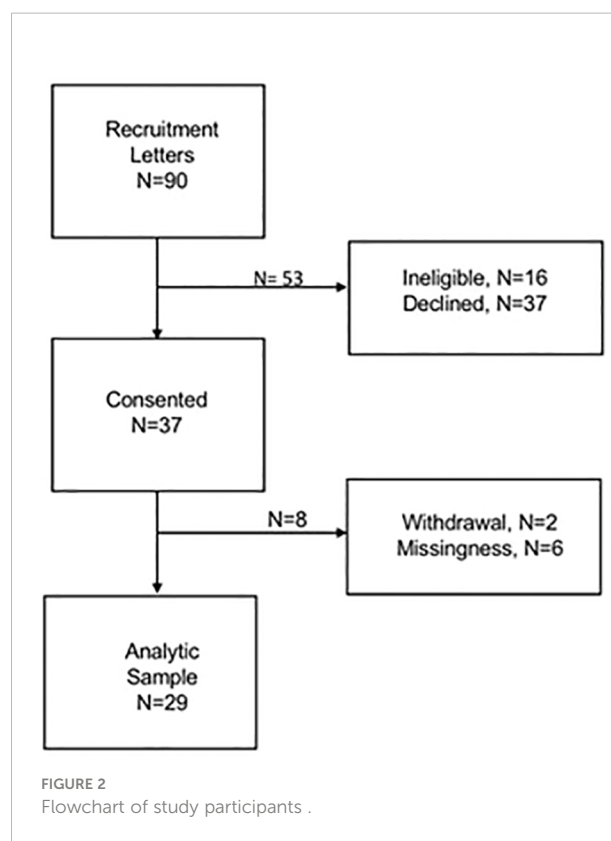 Recruitment
Letters
N=90
N= 53
Ineligible, N=16
Declined, N=37
Consented
N=37
N=8
Withdrawal, N=2
Missingness, N=6
Analytic
Sample
N=29
FIGURE 2
Flowchart of study participants .